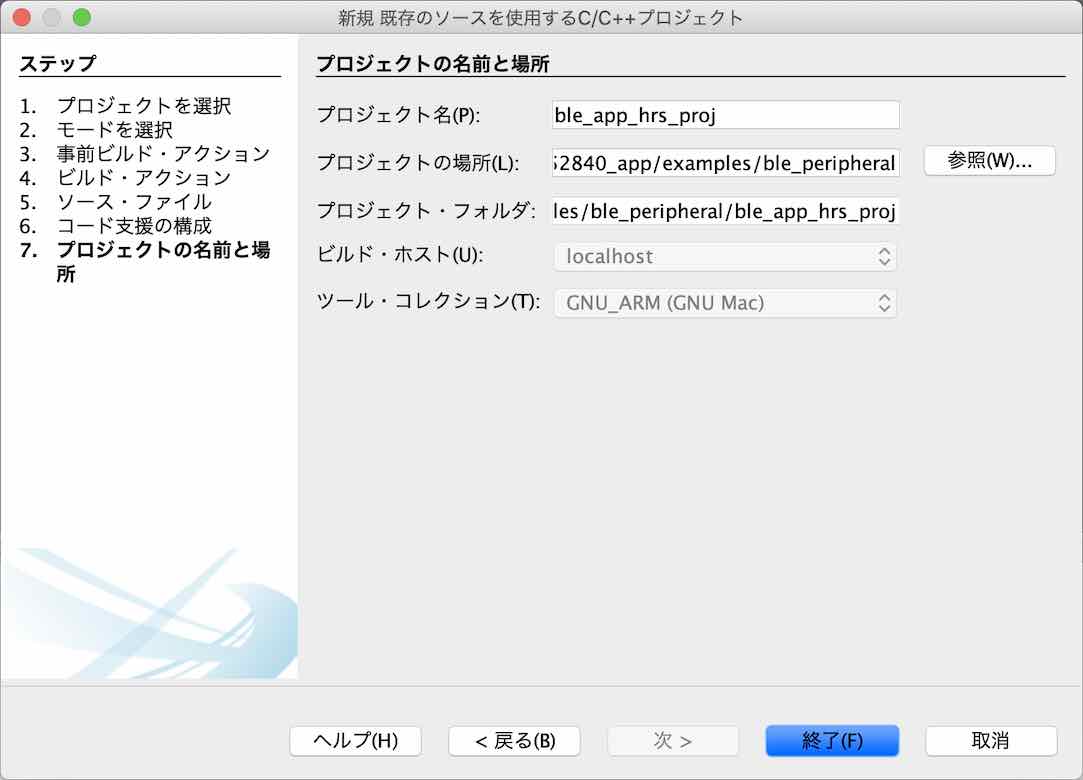 新規 既存のソースを使用するC/C++プロジェクト
ステップ
1. プロジェクトを選択
2. モードを選択
3. 事前ビルド・アクション
4. ビルド・アクション
5. ソース・ファイル
6. コード支援の構成
7. プロジェクトの名前と場
所
プロジェクトの名前と場所
プロジェクト名(P): ble_app_hrs_proj
プロジェクトの場所(L): 52840_app/examples/ble_peripheral 参照(W)...
プロジェクト・フォルダ: les/ble_peripheral/ble_app_hrs_proj
ビルド・ホスト(U): localhost
ツール・コレクション(T): GNU_ARM (GNU Mac)
ヘルプ(H) < 戻る(B) 次 > 終了(F) 取消